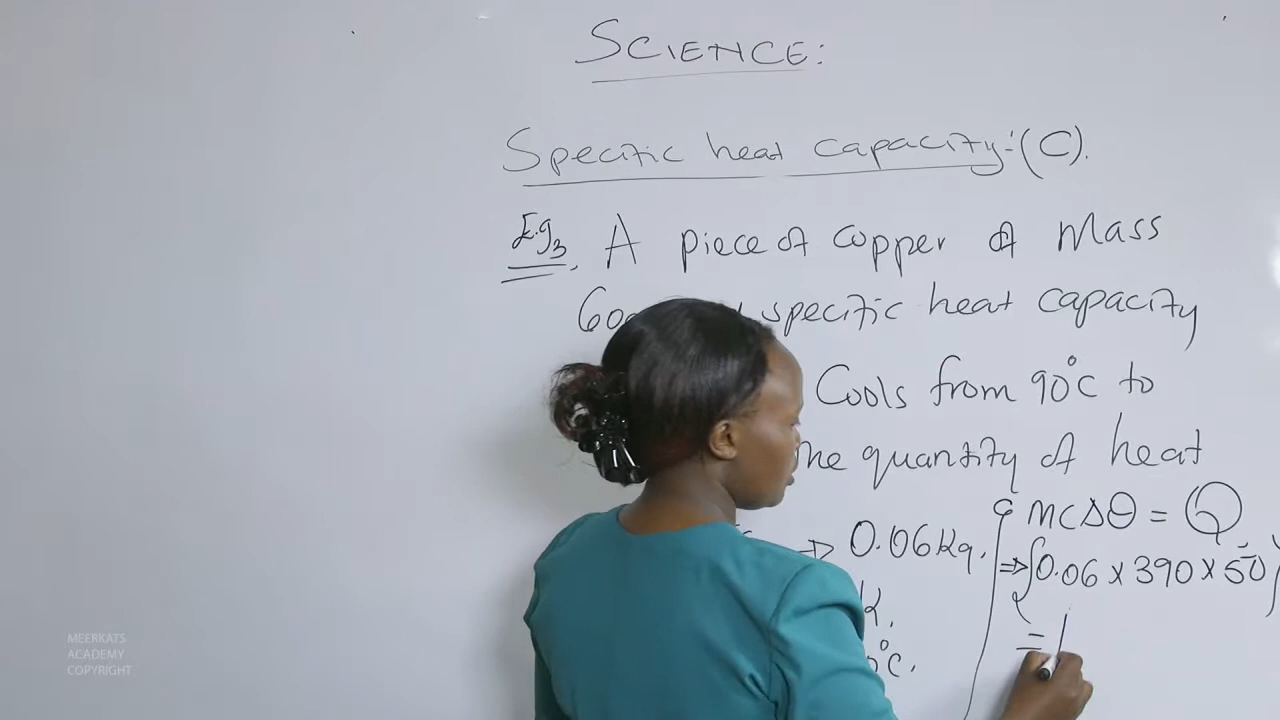 SCIENCE:
Specific heat capacity:(C).
E.g3. A piece of copper of Mass
specific heat capacity
Cools from 90°c to
the quantity of heat
mcΔθ = Q
0.06kg.
⇒ (0.06 x 390 x 50)
K.
°c.
=
MEERKATS
ACADEMY
COPYRIGHT